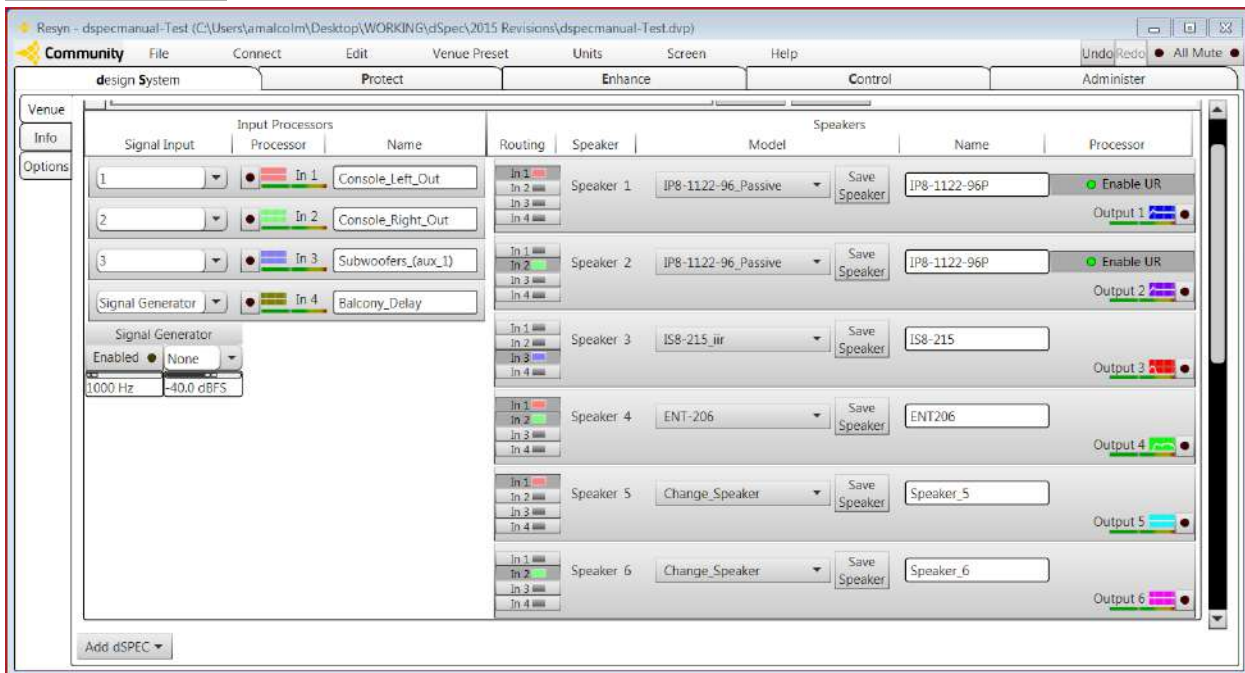 Resyn - dspecmanual-Test (C:\Users\amalcolm\Desktop\WORKING\dSpec\2015 Revisions\dspecmanual-Test.dvp)
Community File Connect Edit Venue Preset Units Screen Help Undo Redo All Mute
design System Protect Enhance Control Administer
Venue
Info
Options
Input Processors
Signal Input Processor Name
1 In 1 Console_Left_Out
2 In 2 Console_Right_Out
3 In 3 Subwoofers_(aux_1)
Signal Generator In 4 Balcony_Delay
Signal Generator
Enabled None
1000 Hz -40.0 dBFS
Speakers
Routing Speaker Model Name Processor
In 1
In 2
In 3
In 4
Speaker 1 IP8-1122-96_Passive Save Speaker IP8-1122-96P Enable UR
Output 1
In 1
In 2
In 3
In 4
Speaker 2 IP8-1122-96_Passive Save Speaker IP8-1122-96P Enable UR
Output 2
In 1
In 2
In 3
In 4
Speaker 3 IS8-215_iir Save Speaker IS8-215
Output 3
In 1
In 2
In 3
In 4
Speaker 4 ENT-206 Save Speaker ENT206
Output 4
In 1
In 2
In 3
In 4
Speaker 5 Change_Speaker Save Speaker Speaker_5
Output 5
In 1
In 2
In 3
In 4
Speaker 6 Change_Speaker Save Speaker Speaker_6
Output 6
Add dSPEC